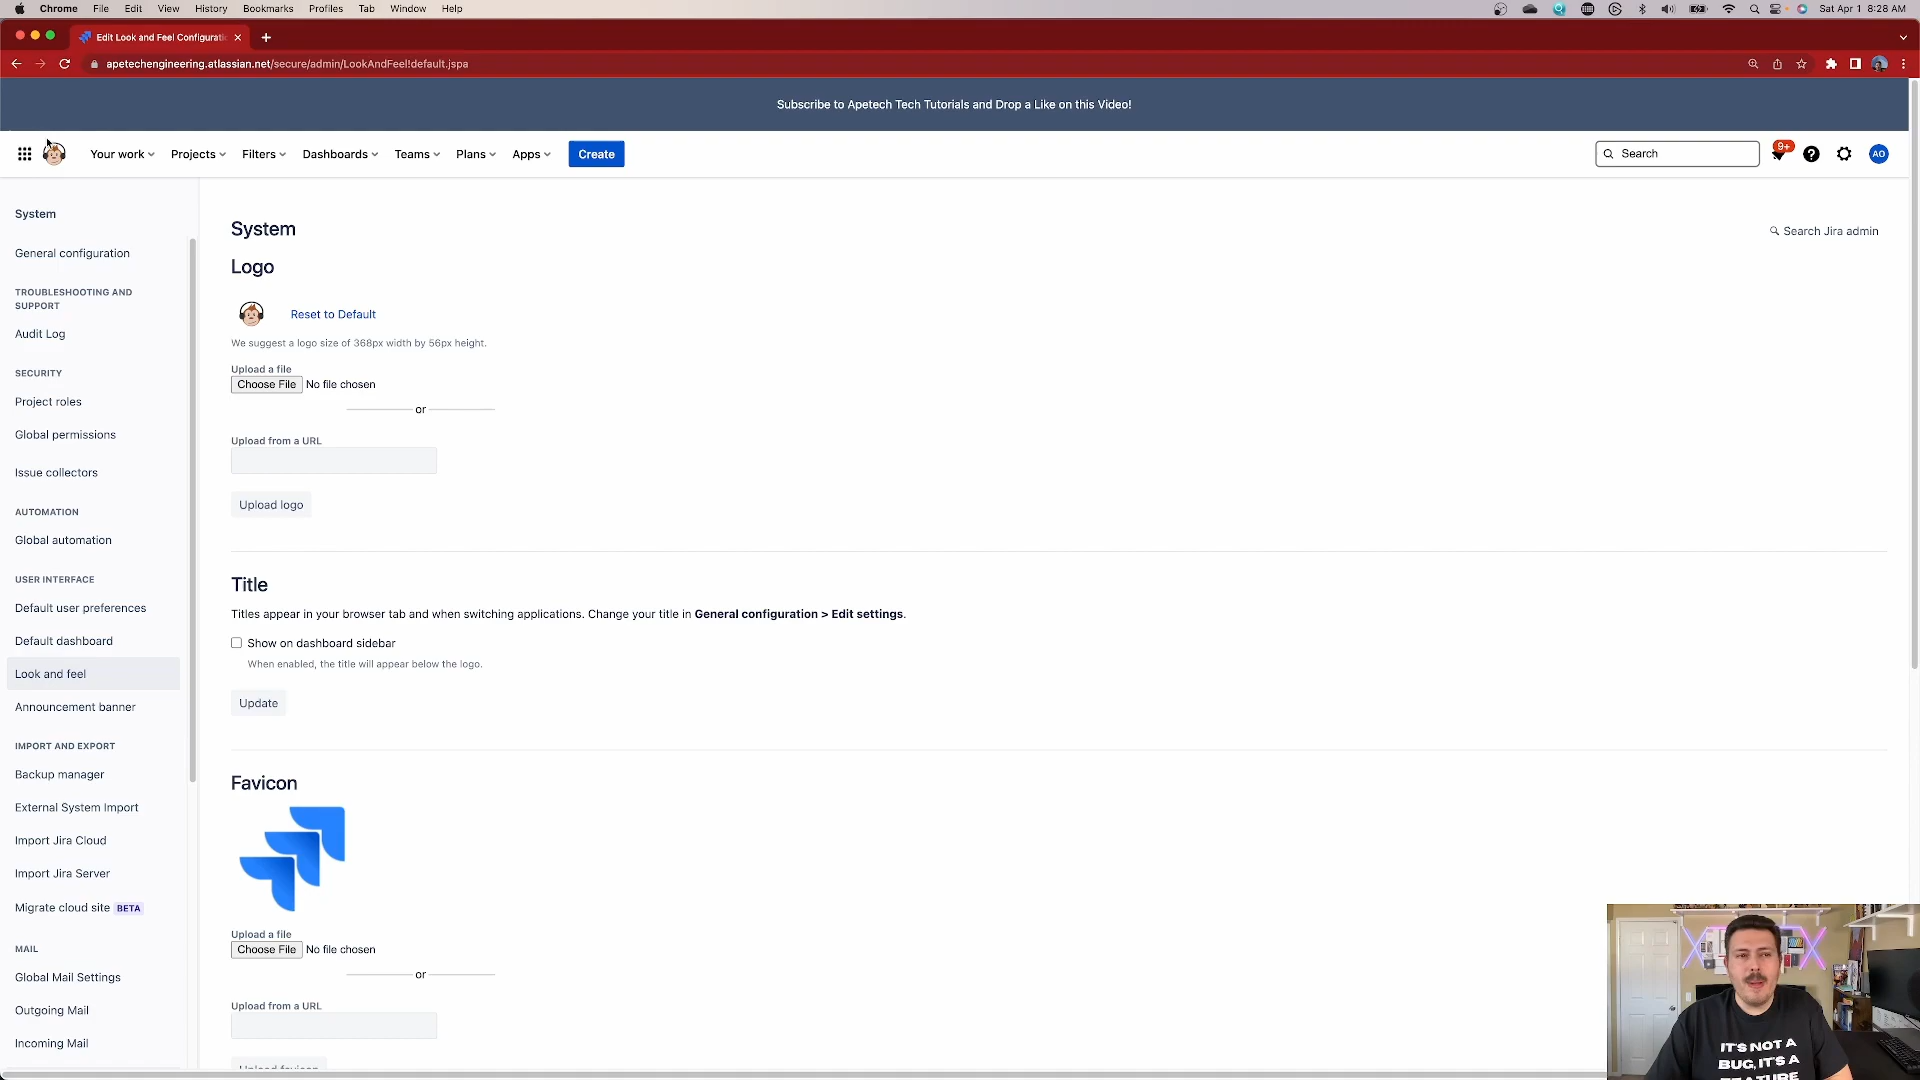 Chrome File Edit View History Bookmarks Profiles Tab Window Help Sat Apr 1 8:28 AM
Edit Look and Feel Configurati
apetechengineering.atlassian.net/secure/admin/LookAndFeel!default.jspa
Subscribe to Apetech Tech Tutorials and Drop a Like on this Video!
Your work Projects Filters Dashboards Teams Plans Apps Create Search 9+ AO
System
General configuration
TROUBLESHOOTING AND
SUPPORT
Audit Log
SECURITY
Project roles
Global permissions
Issue collectors
AUTOMATION
Global automation
USER INTERFACE
Default user preferences
Default dashboard
Look and feel
Announcement banner
IMPORT AND EXPORT
Backup manager
External System Import
Import Jira Cloud
Import Jira Server
Migrate cloud site BETA
MAIL
Global Mail Settings
Outgoing Mail
Incoming Mail
System
Search Jira admin
Logo
Reset to Default
We suggest a logo size of 368px width by 56px height.
Upload a file
Choose File No file chosen
or
Upload from a URL
Upload logo
Title
Titles appear in your browser tab and when switching applications. Change your title in General configuration > Edit settings.
Show on dashboard sidebar
When enabled, the title will appear below the logo.
Update
Favicon
Upload a file
Choose File No file chosen
or
Upload from a URL
Upload favicon
IT'S NOT A
BUG, IT'S A
FEATURE